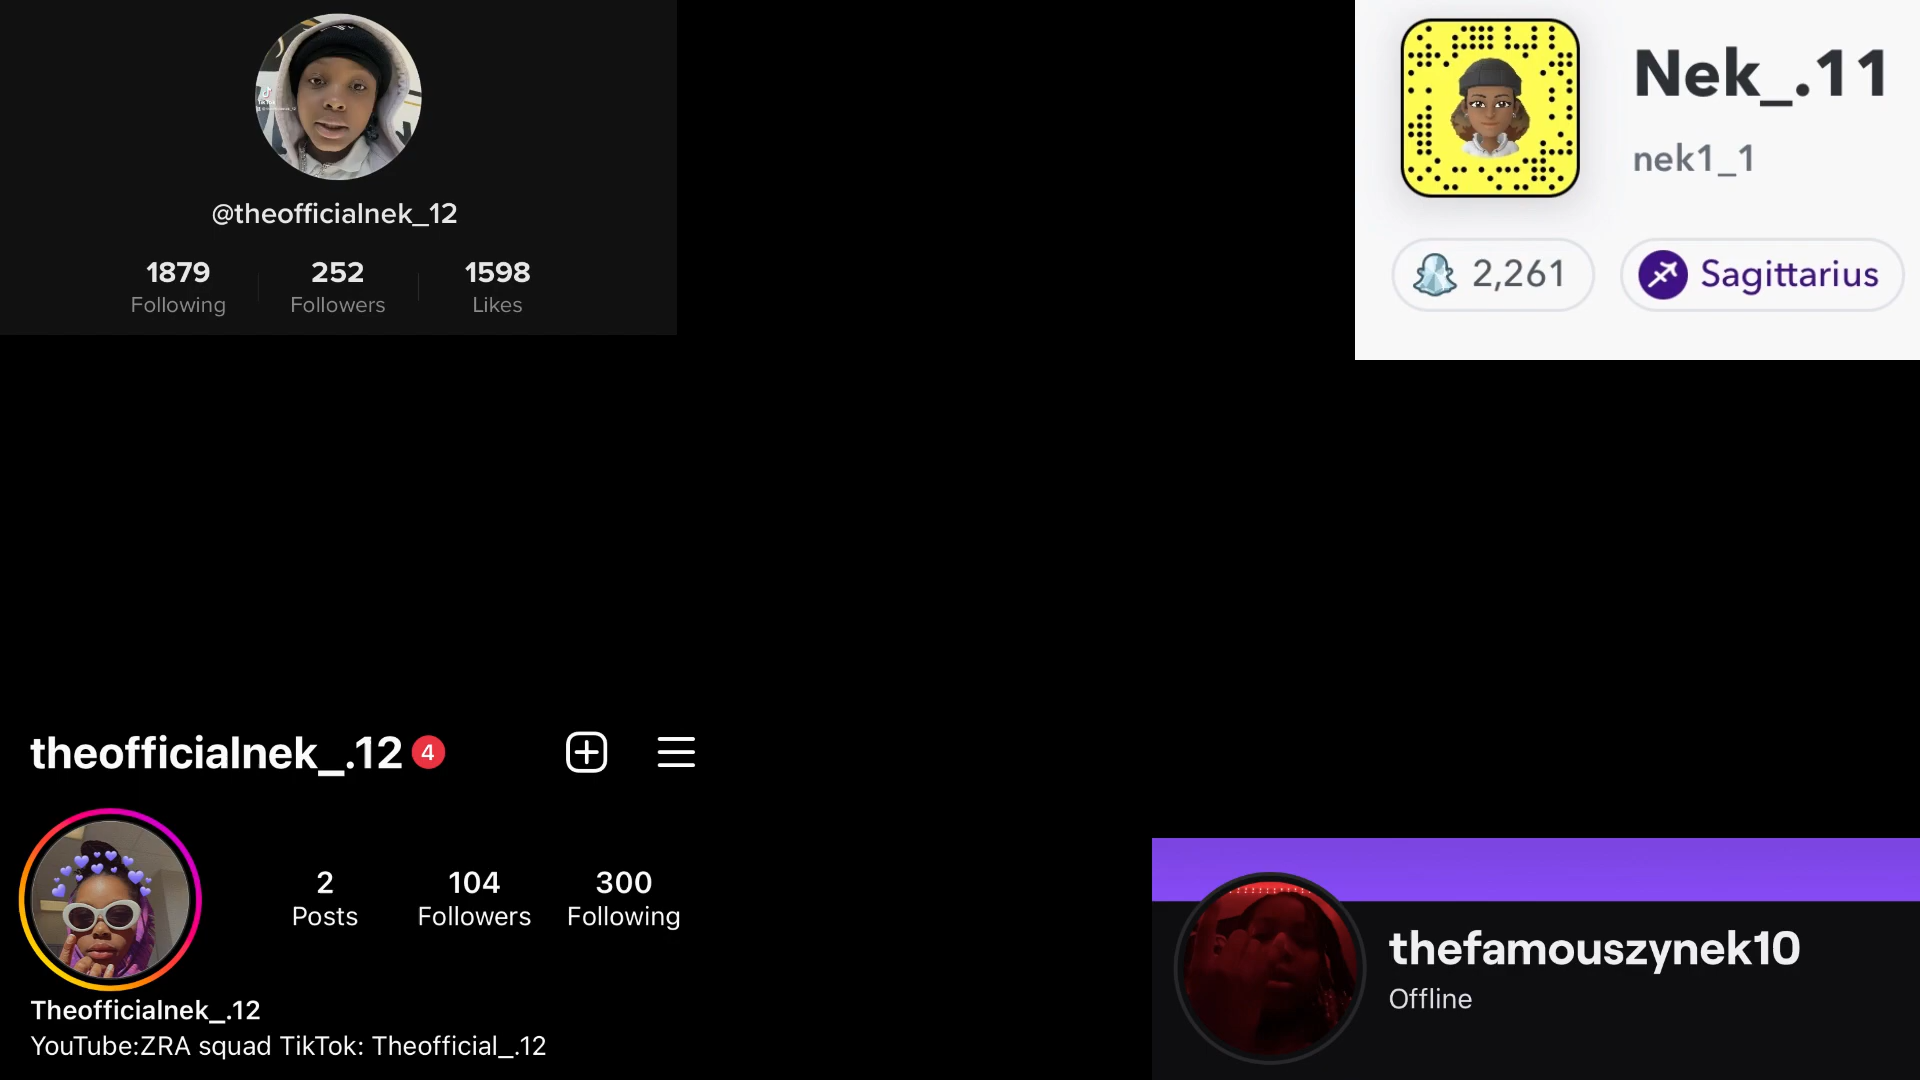 @theofficialnek_12
1879
Following
252
Followers
1598
Likes
Nek_.11
nek1_1
2,261
Sagittarius
theofficialnek_.12
4
2
Posts
104
Followers
300
Following
Theofficialnek_.12
YouTube:ZRA squad TikTok: Theofficial_.12
thefamouszynek10
Offline